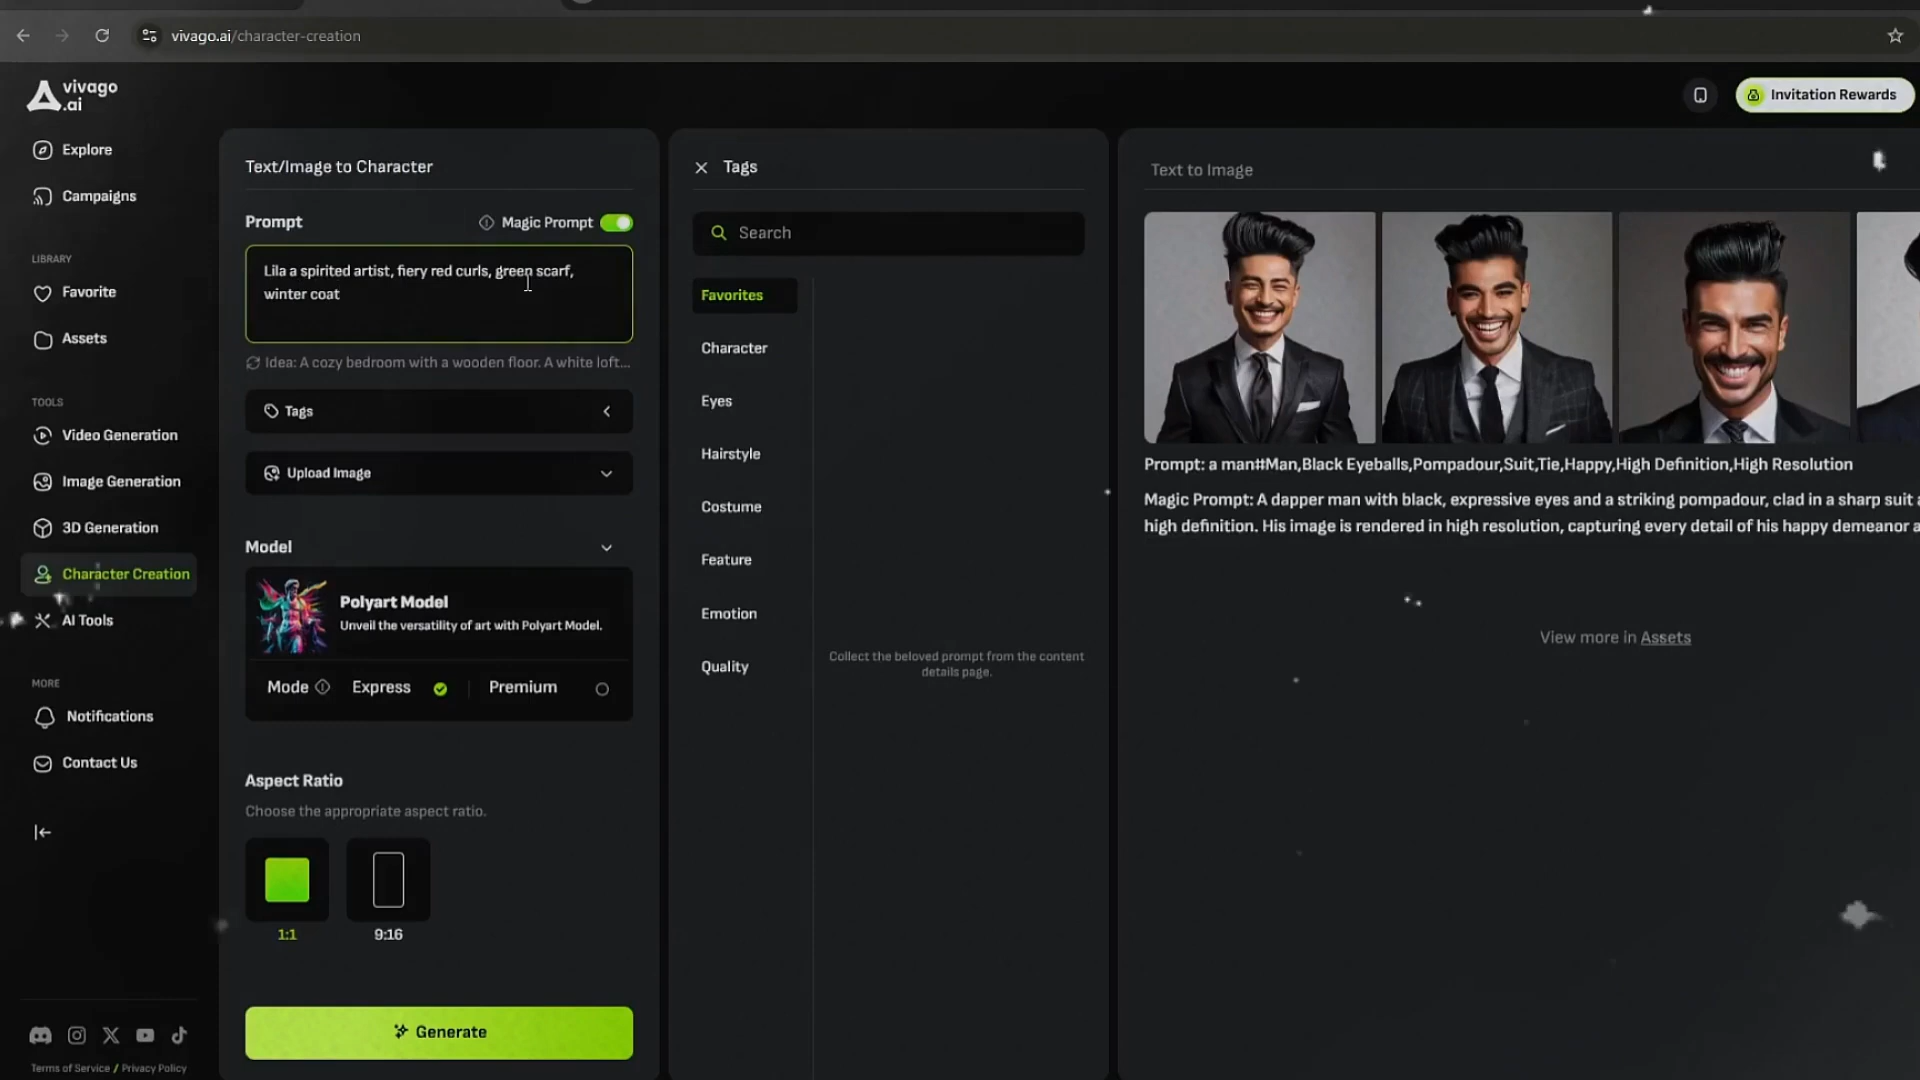 vivago.ai/character-creation
vivago
.ai
Invitation Rewards
Explore
Campaigns
LIBRARY
Favorite
Assets
TOOLS
Video Generation
Image Generation
3D Generation
Character Creation
AI Tools
MORE
Notifications
Contact Us
Terms of Service / Privacy Policy
Text/Image to Character
Prompt
Magic Prompt
Lila a spirited artist, fiery red curls, green scarf,
winter coat
Idea: A cozy bedroom with a wooden floor. A white loft...
Tags
Upload Image
Model
Polyart Model
Unveil the versatility of art with Polyart Model.
Mode Express Premium
Aspect Ratio
Choose the appropriate aspect ratio.
1:1 9:16
Generate
Tags
Search
Favorites
Character
Eyes
Hairstyle
Costume
Feature
Emotion
Quality
Collect the beloved prompt from the content
details page.
Text to Image
Prompt: a man#Man,Black Eyeballs,Pompadour,Suit,Tie,Happy,High Definition,High Resolution
Magic Prompt: A dapper man with black, expressive eyes and a striking pompadour, clad in a sharp suit a
high definition. His image is rendered in high resolution, capturing every detail of his happy demeanor a
View more in Assets